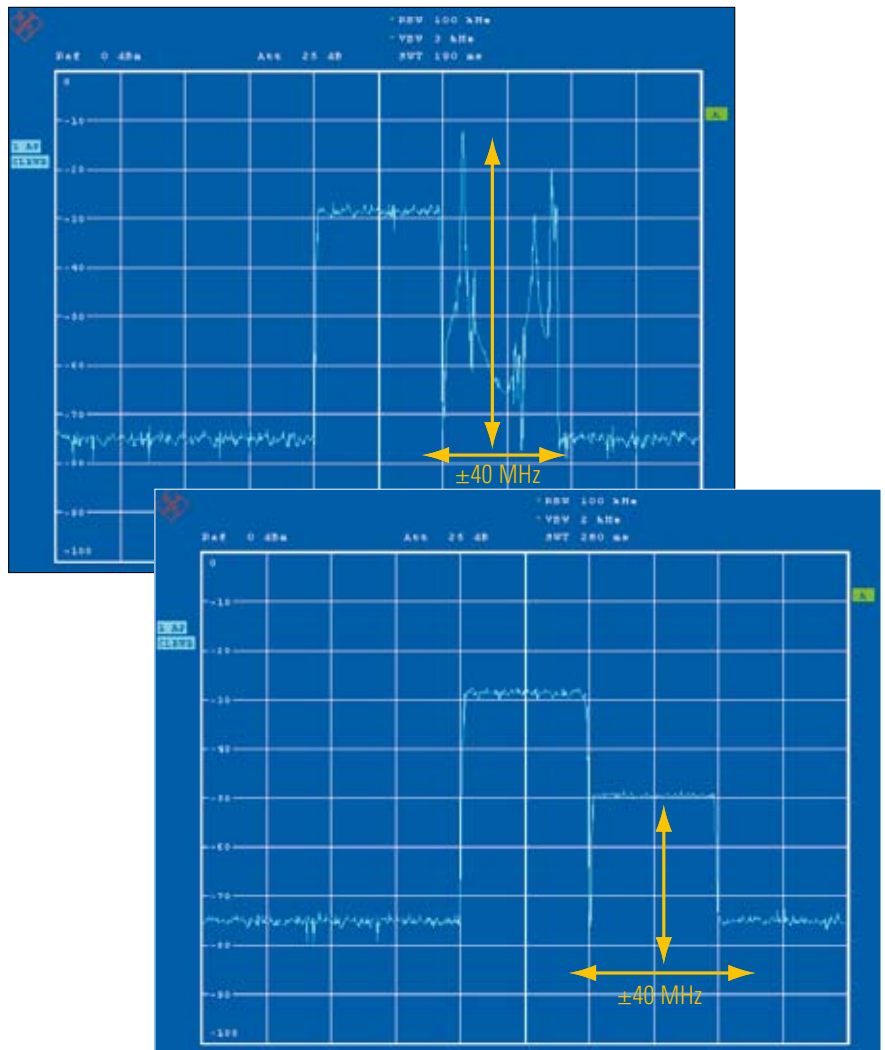 * RBW 100 kHz
* VBW 3 kHz
Ref 0 dBm Att 25 dB SWT 180 ms
0
-10
A
1 AP
CLRWR
-20
-30
-40
-50
-60
-70
-80
±40 MHz
-90
-100
* RBW 100 kHz
* VBW 2 kHz
Ref 0 dBm Att 25 dB SWT 280 ms
0
-10
A
1 AP
CLRWR
-20
-30
-40
-50
-60
-70
-80
-90
±40 MHz
-100